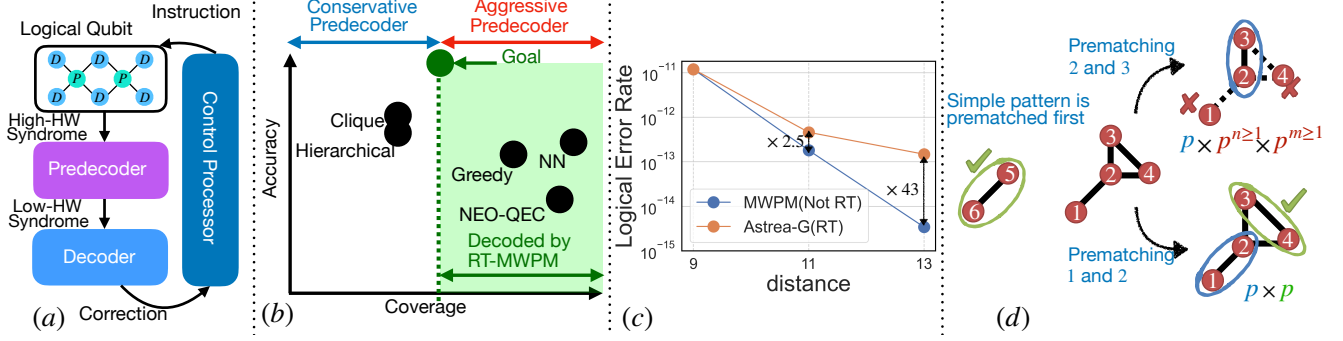 Instruction
Logical Qubit
D D D
P P
D D D
High-HW
Syndrome
Predecoder
Low-HW
Syndrome
Decoder
Control Processor
Correction
(a)
Conservative
Predecoder
Aggressive
Predecoder
Goal
Accuracy
Clique
Hierarchical
Greedy
NN
NEO-QEC
Decoded by
RT-MWPM
Coverage
(b)
Logical Error Rate
10⁻¹¹
10⁻¹²
10⁻¹³
10⁻¹⁴
10⁻¹⁵
× 2.5
× 43
MWPM(Not RT)
Astrea-G(RT)
9 11 13
distance
(c)
Simple pattern is
prematched first
5
6
3
2 4
1
Prematching
2 and 3
3
2 4
1
p × pⁿ≥¹ × pᵐ≥¹
Prematching
1 and 2
3
2 4
1
p × p
(d)